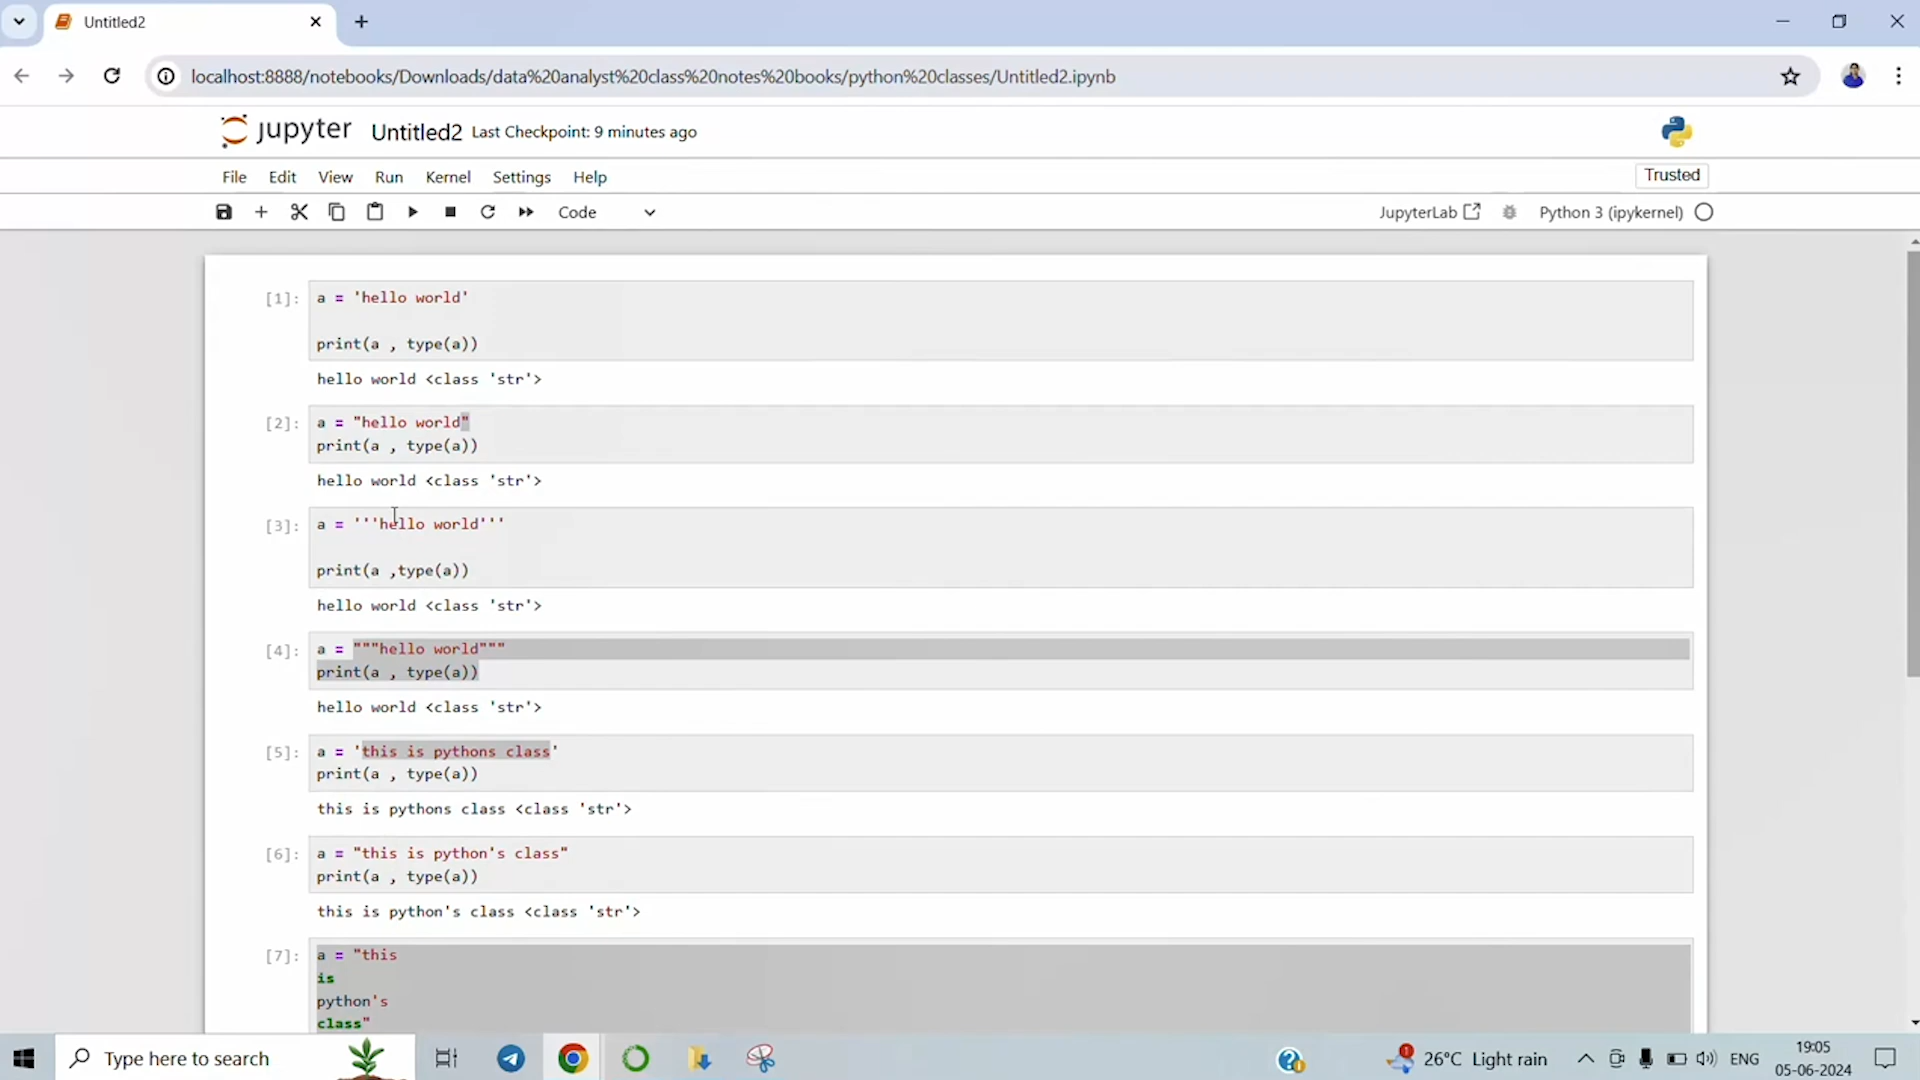 Untitled2
localhost:8888/notebooks/Downloads/data%20analyst%20class%20notes%20books/python%20classes/Untitled2.ipynb
jupyter Untitled2 Last Checkpoint: 9 minutes ago
File Edit View Run Kernel Settings Help Trusted
Code JupyterLab Python 3 (ipykernel)
[1]: a = 'hello world'
print(a , type(a))
hello world <class 'str'>
[2]: a = "hello world"
print(a , type(a))
hello world <class 'str'>
[3]: a = '''hello world'''
print(a ,type(a))
hello world <class 'str'>
[4]: a = """hello world"""
print(a , type(a))
hello world <class 'str'>
[5]: a = 'this is pythons class'
print(a , type(a))
this is pythons class <class 'str'>
[6]: a = "this is python's class"
print(a , type(a))
this is python's class <class 'str'>
[7]: a = "this
is
python's
class"
Type here to search 1 26°C Light rain ENG 19:05
05-06-2024